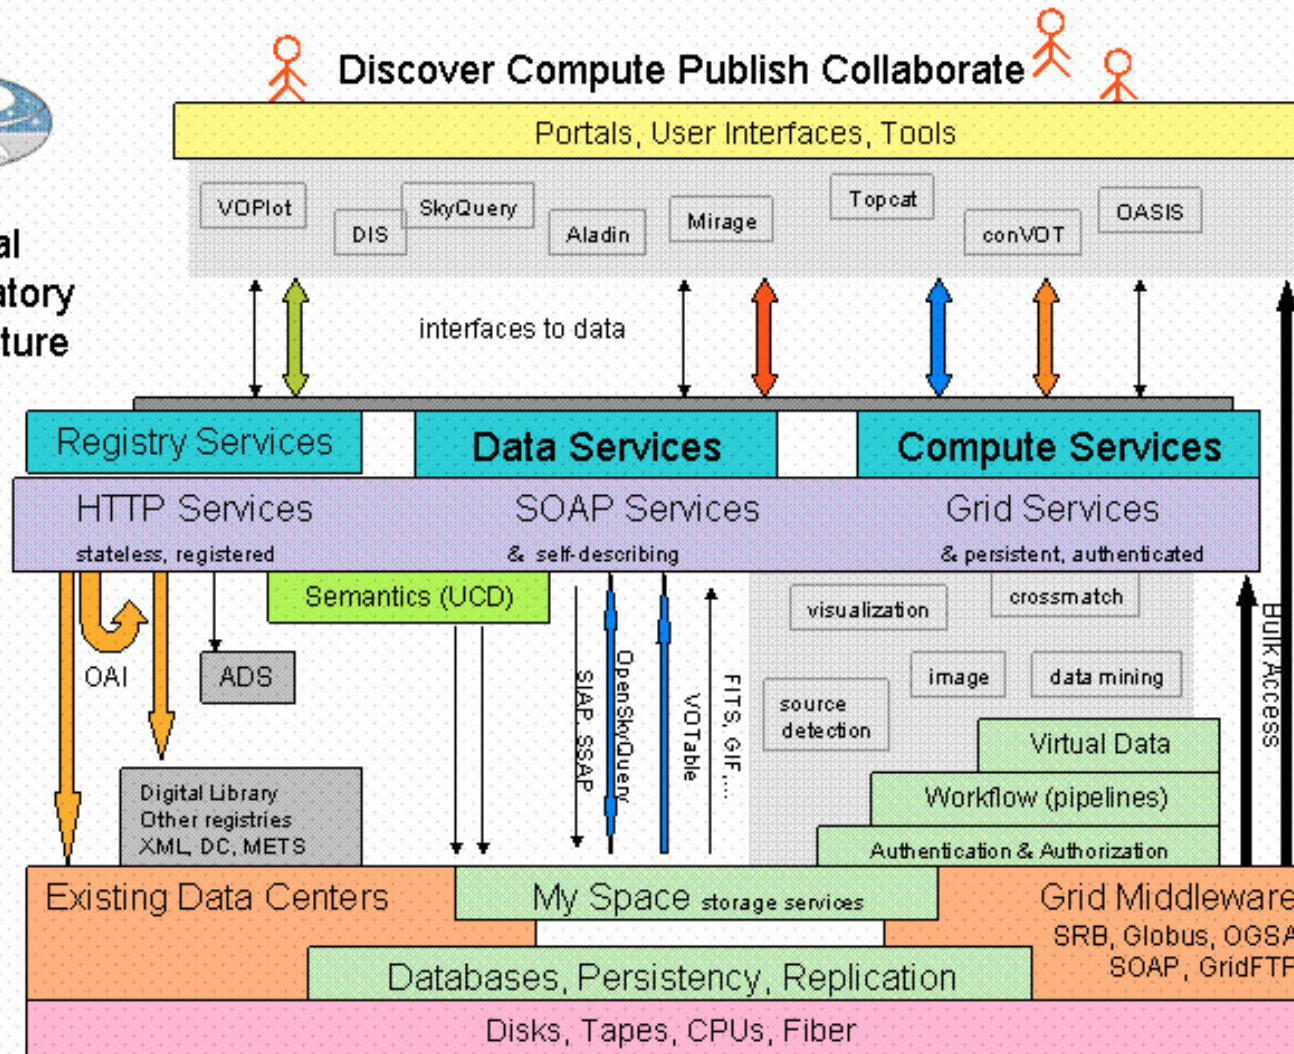 Discover Compute Publish Collaborate
Portals, User Interfaces, Tools
VOPlot
DIS
SkyQuery
Aladin
Mirage
Topcat
conVOT
OASIS
al
atory
ture
interfaces to data
Registry Services
Data Services
Compute Services
HTTP Services
SOAP Services
Grid Services
stateless, registered
& self-describing
& persistent, authenticated
Semantics (UCD)
OAI
ADS
SIAP, SSAP
OpenSkyQuery
VOTable
FITS, GIF,....
visualization
crossmatch
image
data mining
source
detection
Bulk Access
Virtual Data
Workflow (pipelines)
Authentication & Authorization
Digital Library
Other registries
XML, DC, METS
Existing Data Centers
My Space storage services
Grid Middleware
SRB, Globus, OGSA
SOAP, GridFTP
Databases, Persistency, Replication
Disks, Tapes, CPUs, Fiber